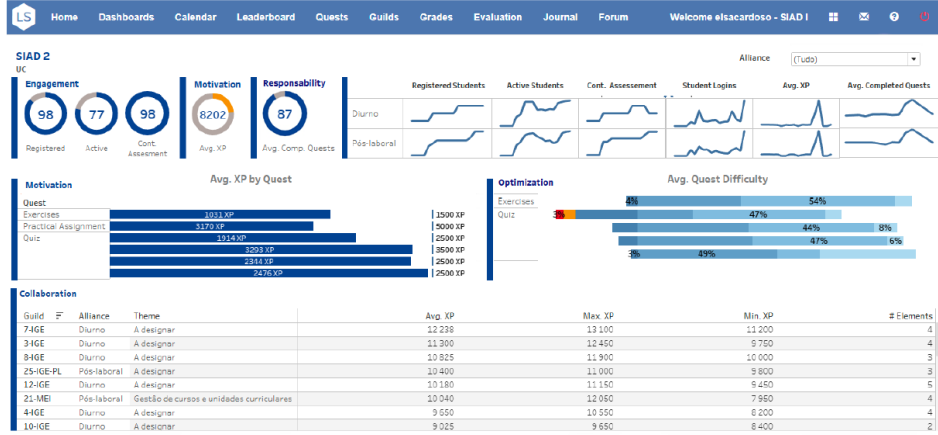 LS Home Dashboards Calendar Leaderboard Quests Guilds Grades Evaluation Journal Forum Welcome elsacardoso - SIAD I
SIAD 2
UC
Alliance (Tudo)
Engagement Motivation Responsability
98 77 98 8202 87
Registered Active Cont. Assesment Avg. XP Avg. Comp. Quests
Registered Students Active Students Cont. Assessement Student Logins Avg. XP Avg. Completed Quests
Diurno
Pós-laboral
Motivation
Avg. XP by Quest
Quest
Exercises 1031 XP 1500 XP
Practical Assignment 3170 XP 5000 XP
Quiz 1914 XP 2500 XP
3293 XP 3500 XP
2344 XP 2500 XP
2476 XP 2500 XP
Optimization
Avg. Quest Difficulty
Exercises 4% 54%
Quiz 3% 47%
44% 8%
47% 6%
3% 49%
Collaboration
Guild Alliance Theme Avg. XP Max. XP Min. XP # Elements
7-IGE Diurno A designar 12 238 13 100 11 200 4
3-IGE Diurno A designar 11 300 12 450 9 750 4
8-IGE Diurno A designar 10 825 11 900 10 000 3
25-IGE-PL Pós-laboral A designar 10 400 11 000 9 800 3
12-IGE Diurno A designar 10 180 11 150 9 450 5
21-MEI Pós-laboral Gestão de cursos e unidades curriculares 10 040 12 050 7 950 4
4-IGE Diurno A designar 9 650 10 550 8 200 4
10-IGE Diurno A designar 9 025 9 650 8 400 2